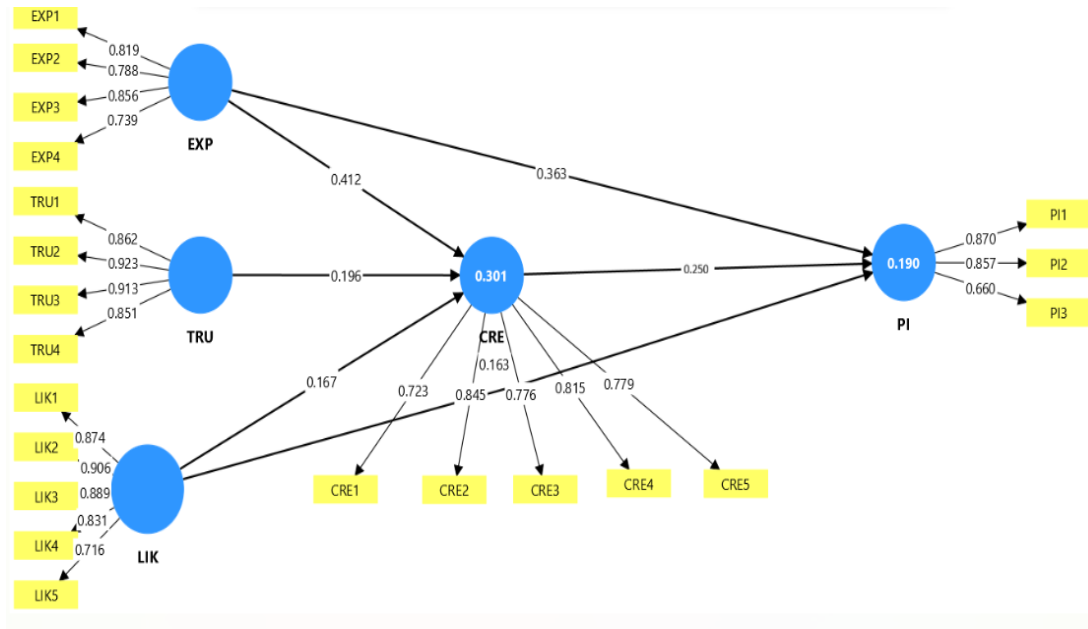 EXP1
EXP2
EXP3
EXP4
0.819
0.788
0.856
0.739
EXP
TRU1
TRU2
TRU3
TRU4
0.862
0.923
0.913
0.851
TRU
LIK1
LIK2
LIK3
LIK4
LIK5
0.874
0.906
0.889
0.831
0.716
LIK
0.412
0.363
0.196
0.167
0.163
0.250
0.301
CRE
0.723
0.845
0.776
0.815
0.779
CRE1
CRE2
CRE3
CRE4
CRE5
0.190
PI
0.870
0.857
0.660
PI1
PI2
PI3